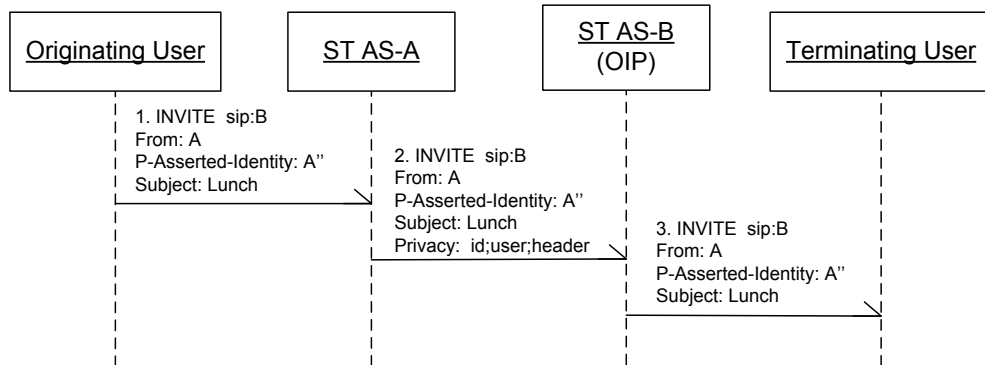 Originating User
ST AS-A
ST AS-B
(OIP)
Terminating User
1. INVITE  sip:B
From: A
P-Asserted-Identity: A''
Subject: Lunch
2. INVITE  sip:B
From: A
P-Asserted-Identity: A''
Subject: Lunch
Privacy:  id;user;header
3. INVITE  sip:B
From: A
P-Asserted-Identity: A''
Subject: Lunch